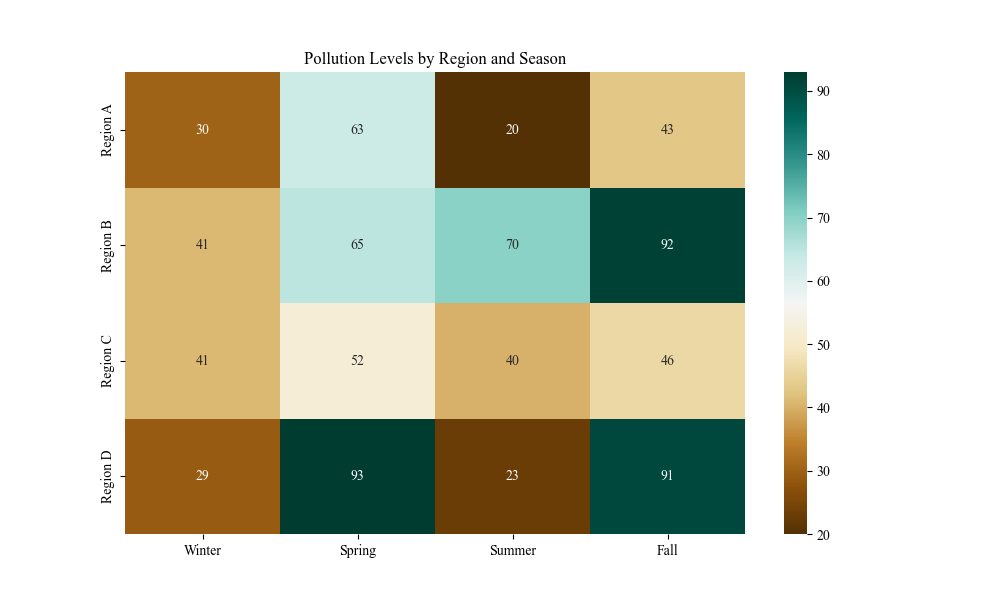 Pollution Levels by Region and Season
Region A
30
63
20
43
Region B
41
65
70
92
Region C
41
52
40
46
Region D
29
93
23
91
Winter
Spring
Summer
Fall
90
80
70
60
50
40
30
20